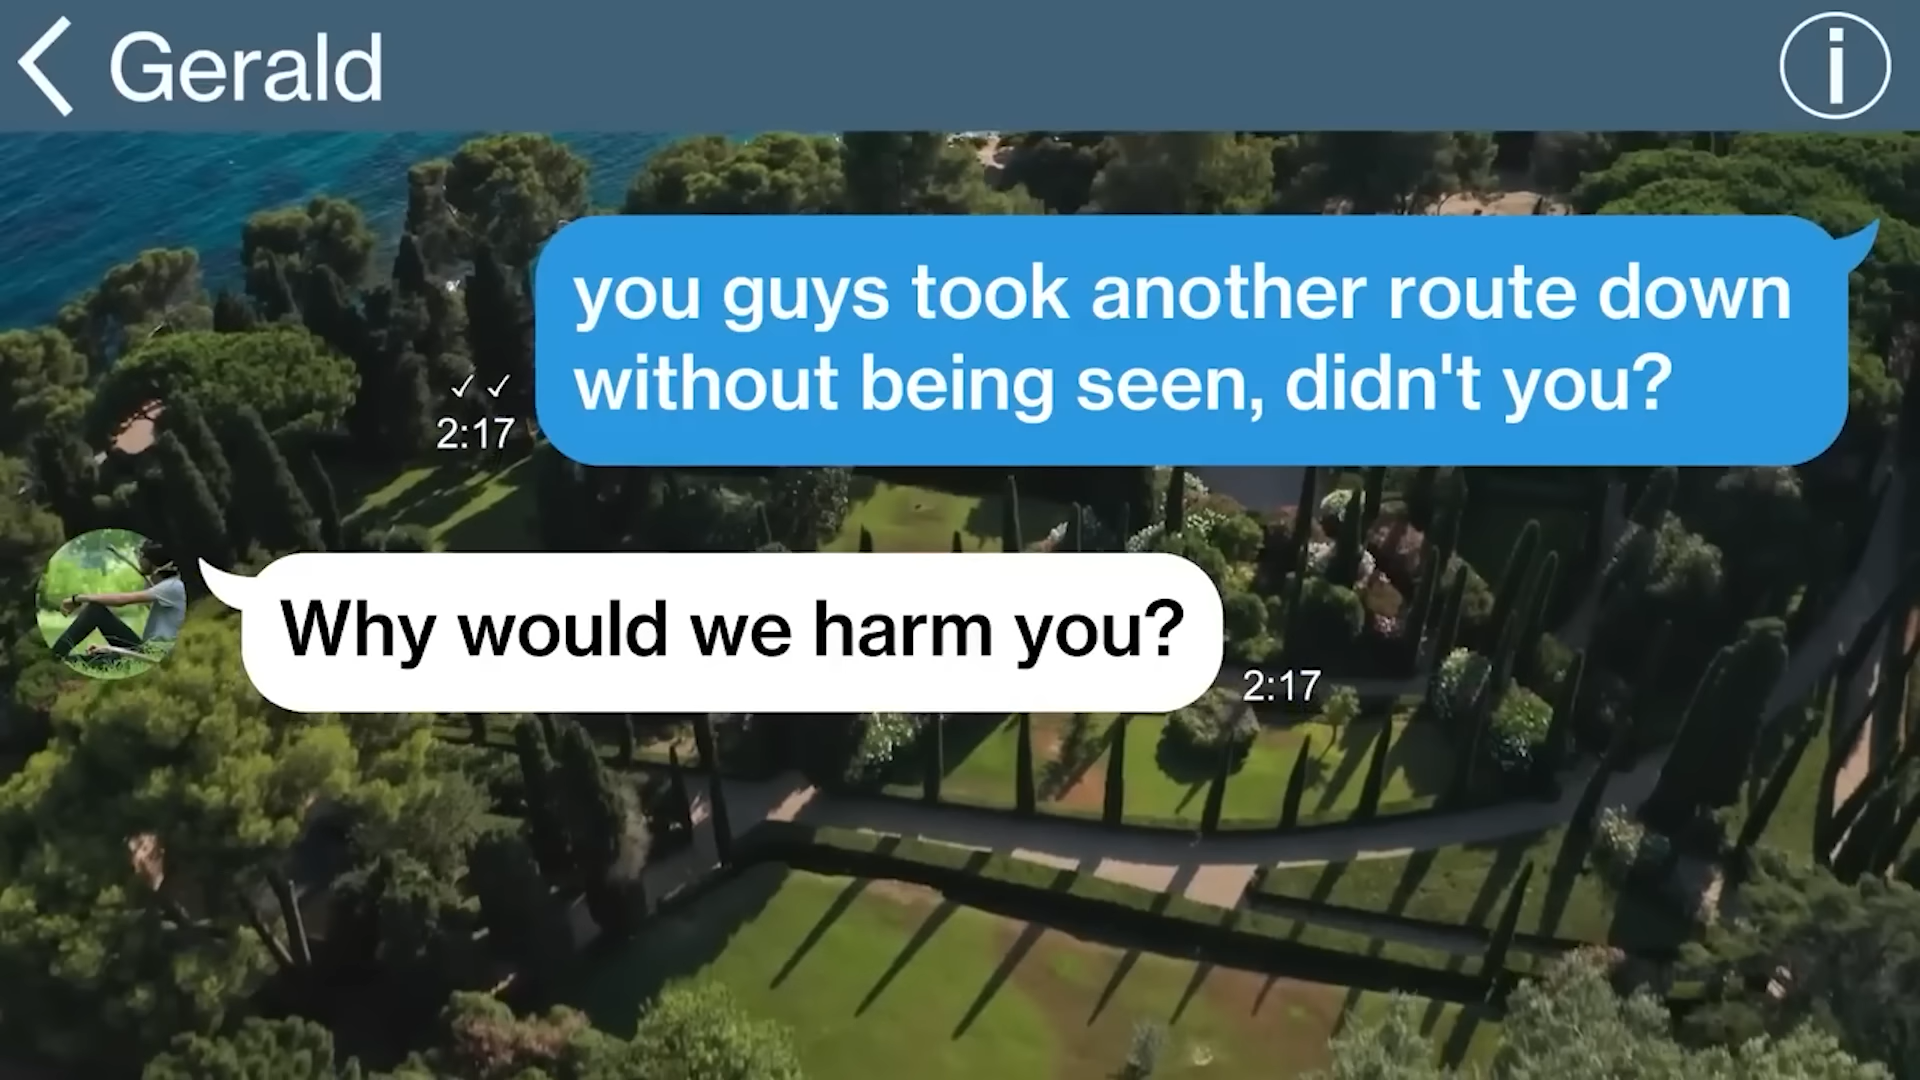 Gerald
you guys took another route down
without being seen, didn't you?
2:17
Why would we harm you?
2:17